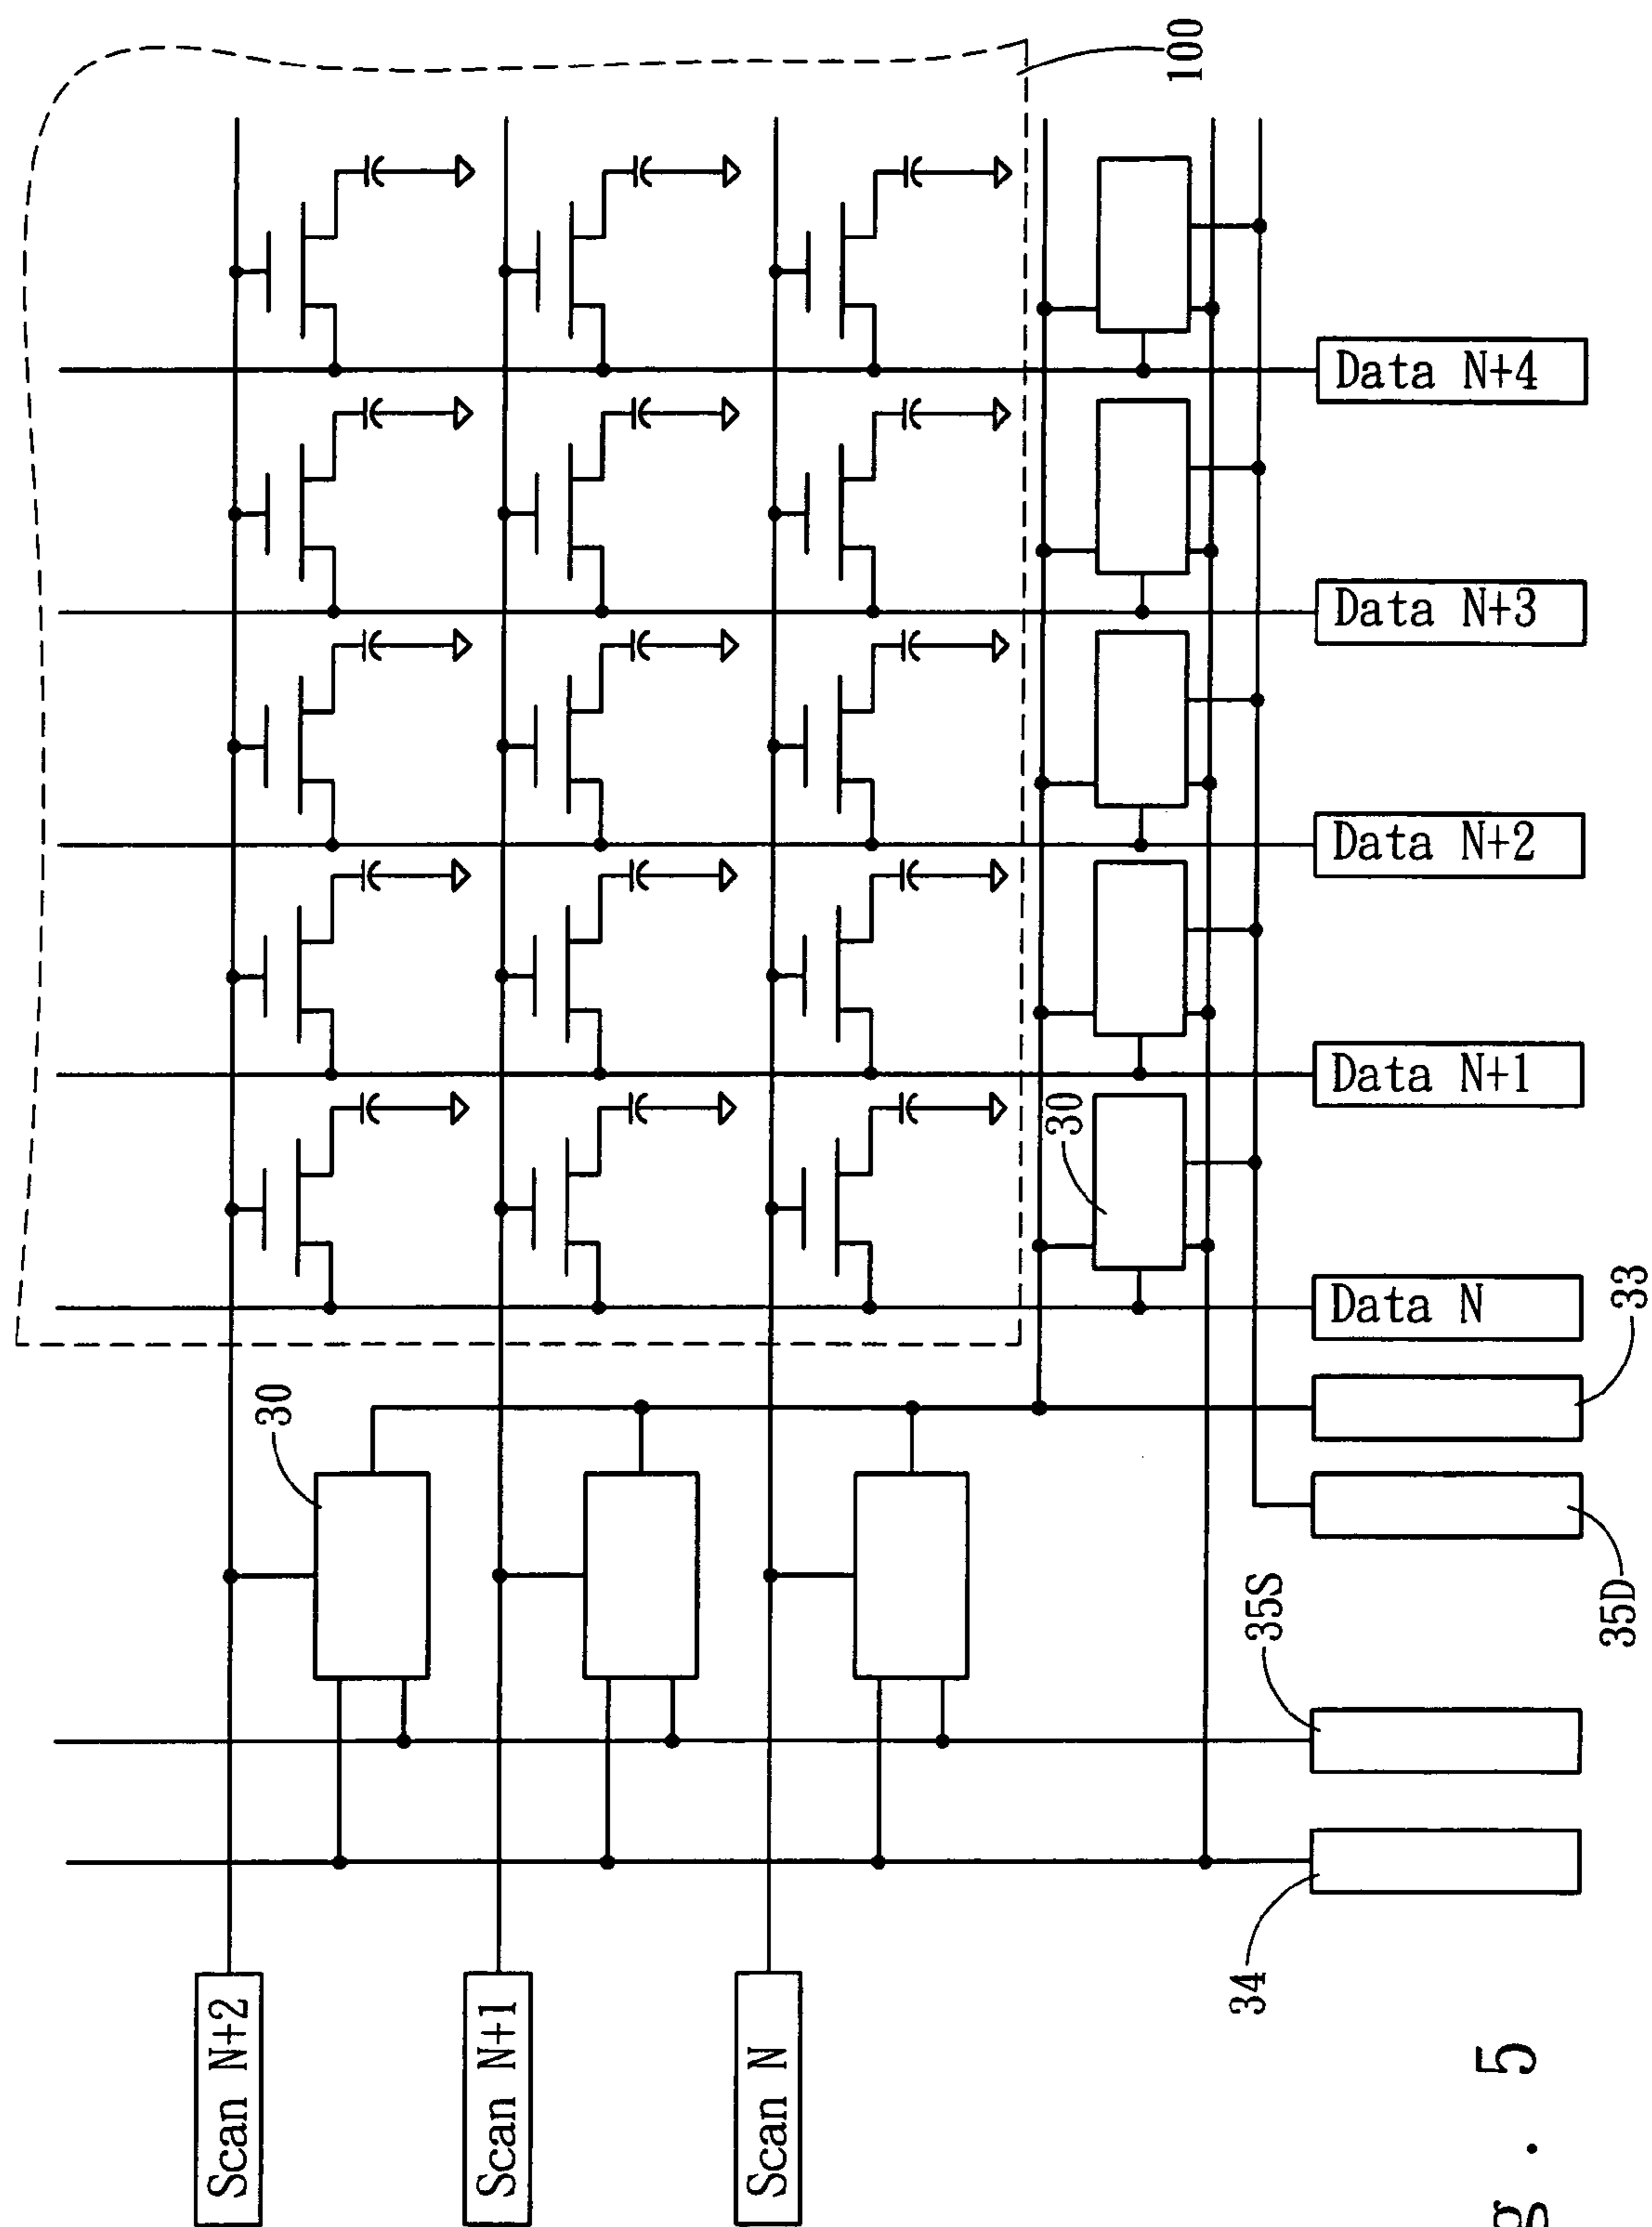 100
Data N+4
Data N+3
Data N+2
Data N+1
30
Data N
33
30
35D
35S
34
Scan N+2
Scan N+1
Scan N
g . 5